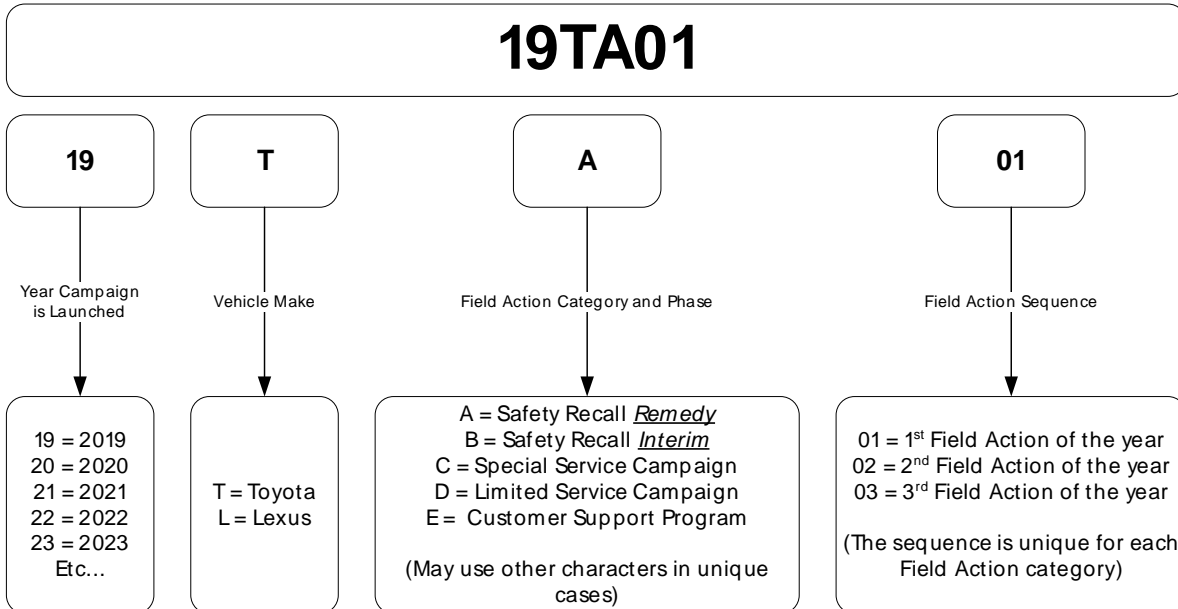 19TA01
19
T
A
01
Year Campaign
is Launched
Vehicle Make
Field Action Category and Phase
Field Action Sequence
19 = 2019
20 = 2020
21 = 2021
22 = 2022
23 = 2023
Etc...
T = Toyota
L = Lexus
A = Safety Recall Remedy
B = Safety Recall Interim
C = Special Service Campaign
D = Limited Service Campaign
E = Customer Support Program
(May use other characters in unique
cases)
01 = 1st Field Action of the year
02 = 2nd Field Action of the year
03 = 3rd Field Action of the year
(The sequence is unique for each
Field Action category)